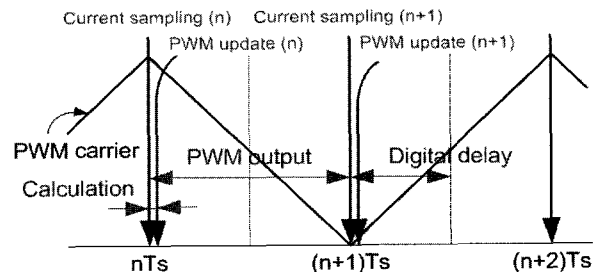 Current sampling (n)
Current sampling (n+1)
PWM update (n)
PWM update (n+1)
PWM carrier
PWM output
Digital delay
Calculation
nTs
(n+1)Ts
(n+2)Ts